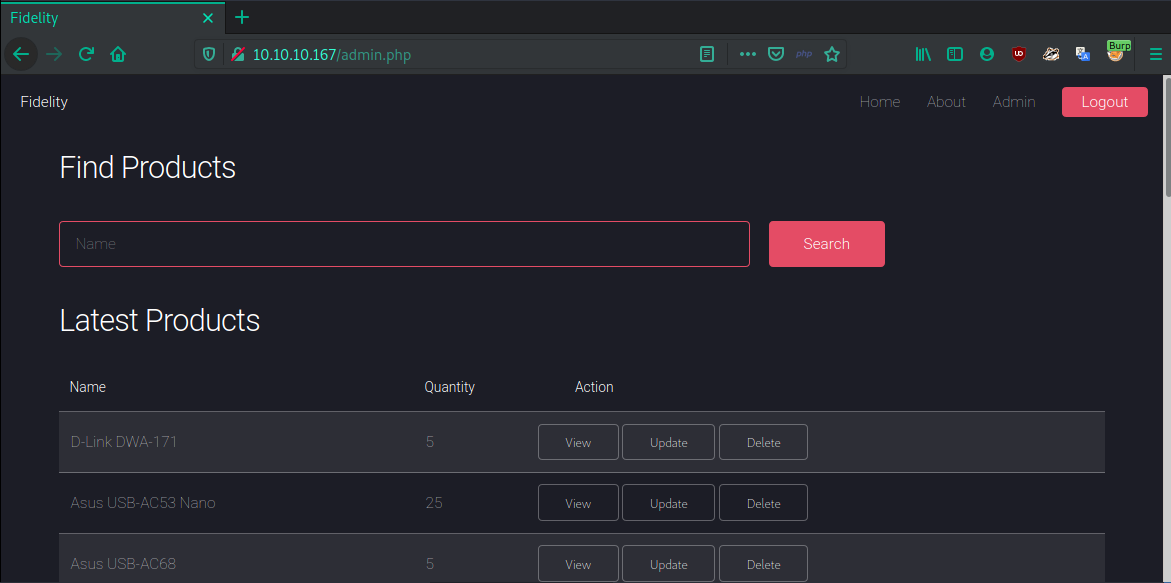 Fidelity
10.10.10.167/admin.php
php
UD
Burp
Fidelity
Home About Admin Logout
Find Products
Name
Search
Latest Products
Name Quantity Action
D-Link DWA-171 5 View Update Delete
Asus USB-AC53 Nano 25 View Update Delete
Asus USB-AC68 5 View Update Delete